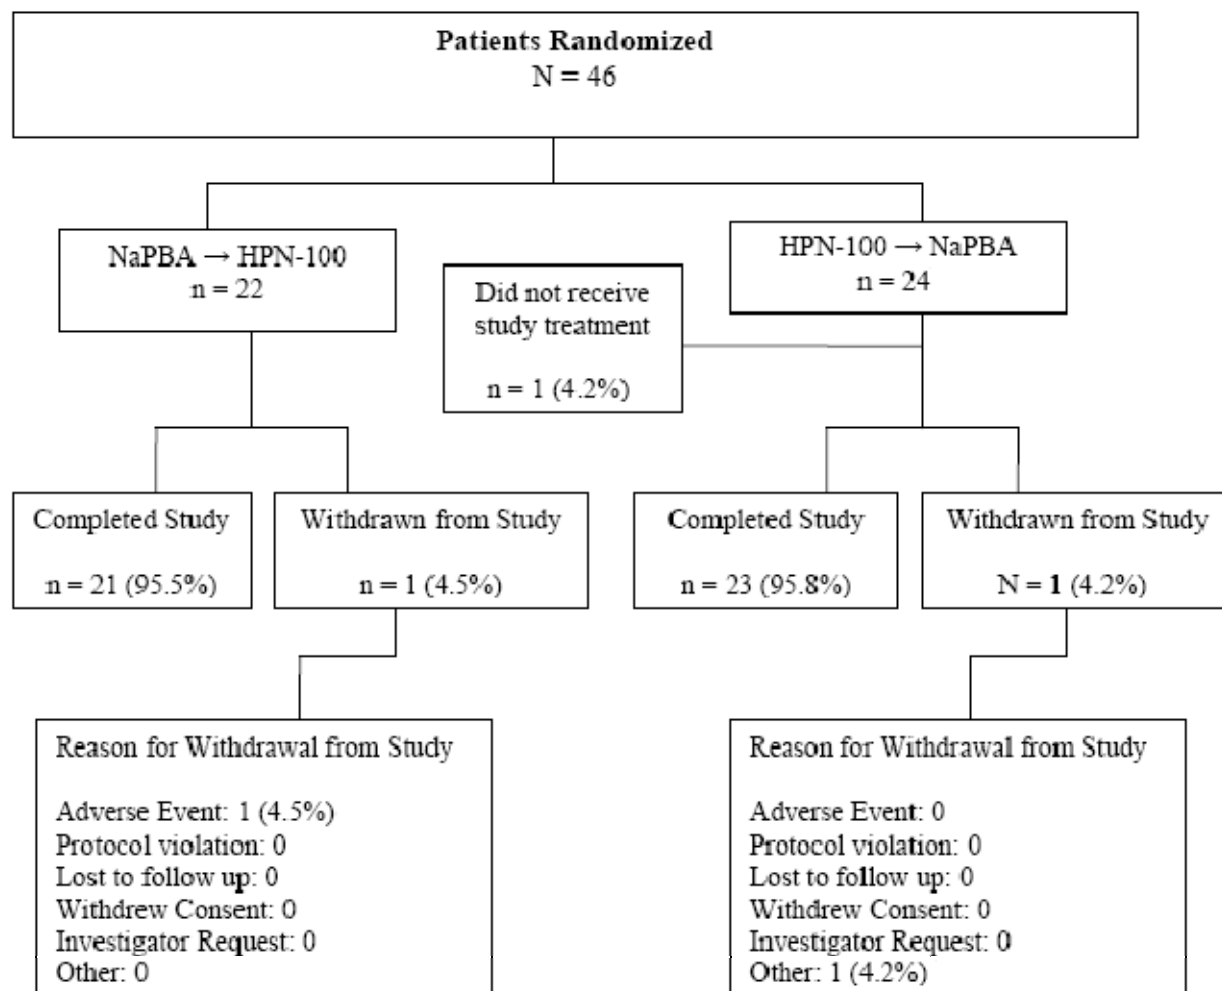 Patients Randomized
N = 46
NaPBA → HPN-100
n = 22
HPN-100 → NaPBA
n = 24
Did not receive
study treatment
n = 1 (4.2%)
Completed Study
n = 21 (95.5%)
Withdrawn from Study
n = 1 (4.5%)
Completed Study
n = 23 (95.8%)
Withdrawn from Study
N = 1 (4.2%)
Reason for Withdrawal from Study
Adverse Event: 1 (4.5%)
Protocol violation: 0
Lost to follow up: 0
Withdrew Consent: 0
Investigator Request: 0
Other: 0
Reason for Withdrawal from Study
Adverse Event: 0
Protocol violation: 0
Lost to follow up: 0
Withdrew Consent: 0
Investigator Request: 0
Other: 1 (4.2%)